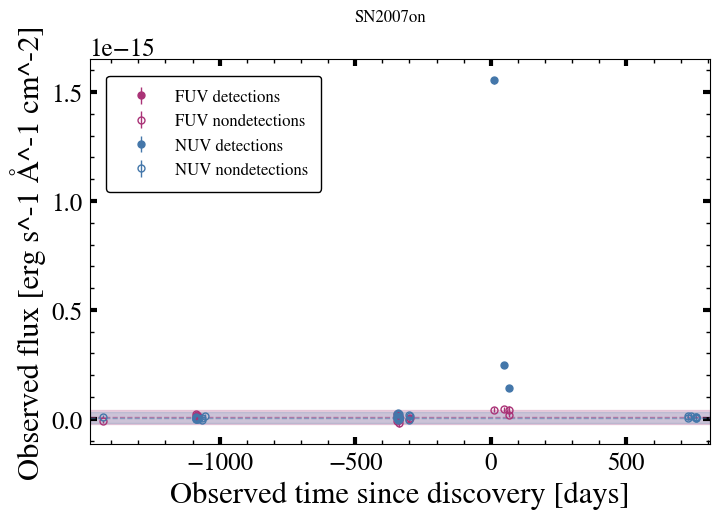 SN2007on
1e−15
FUV detections
FUV nondetections
NUV detections
NUV nondetections
1.5
1.0
0.5
0.0
Observed flux [erg s^-1 Å^-1 cm^-2]
−1000
−500
0
500
Observed time since discovery [days]